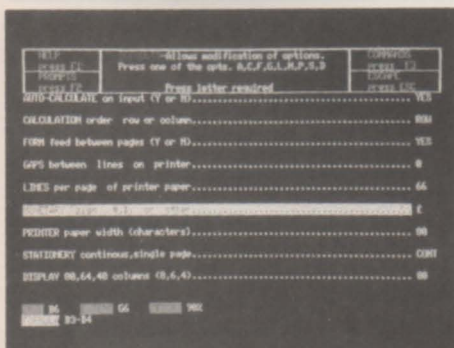 HELP
press F1
-Allows modification of options.
Press one of the opts. A,C,F,G,L,M,P,S,D
COMMANDS
press F3
PROMPTS
press F2
Press letter required
ESCAPE
press ESC
AUTO-CALCULATE on input (Y or N) YES
CALCULATION order row or column ROW
FORM feed between pages (Y or N) YES
GAPS between lines on printer 0
LINES per page of printer paper 66
£
PRINTER paper width (characters) 80
STATIONERY continous,single page CONT
DISPLAY 80,64,48 columns (8,6,4) 80
B6 G6 90%
B3-B4